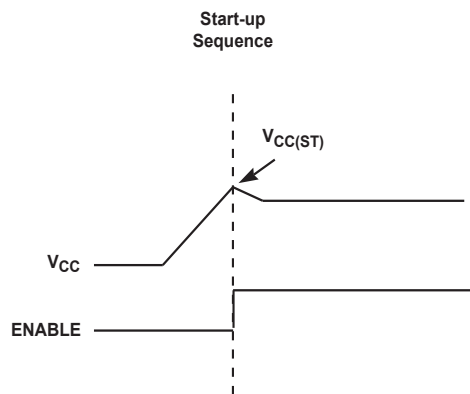 Start-up
Sequence
VCC(ST)
VCC
ENABLE